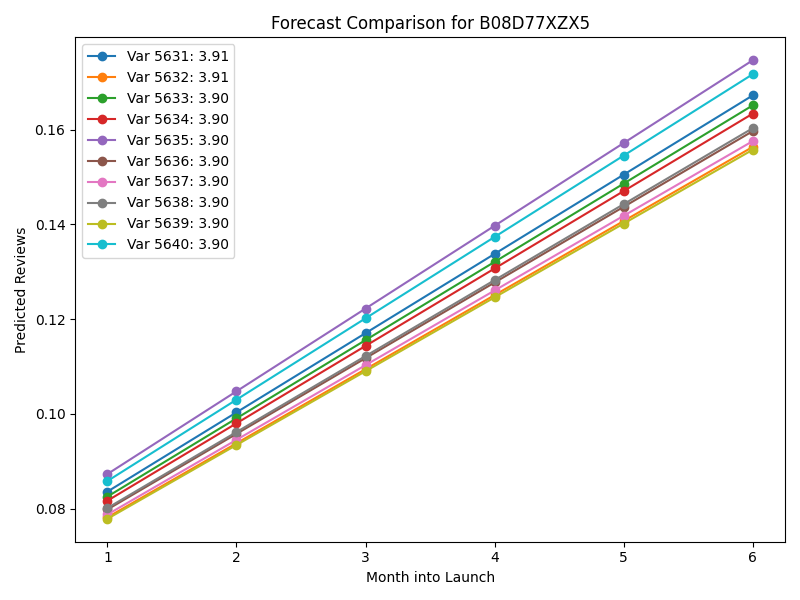 Forecast Comparison for B08D77XZX5
Var 5631: 3.91
Var 5632: 3.91
Var 5633: 3.90
Var 5634: 3.90
Var 5635: 3.90
Var 5636: 3.90
Var 5637: 3.90
Var 5638: 3.90
Var 5639: 3.90
Var 5640: 3.90
Predicted Reviews
0.16
0.14
0.12
0.10
0.08
1 2 3 4 5 6
Month into Launch